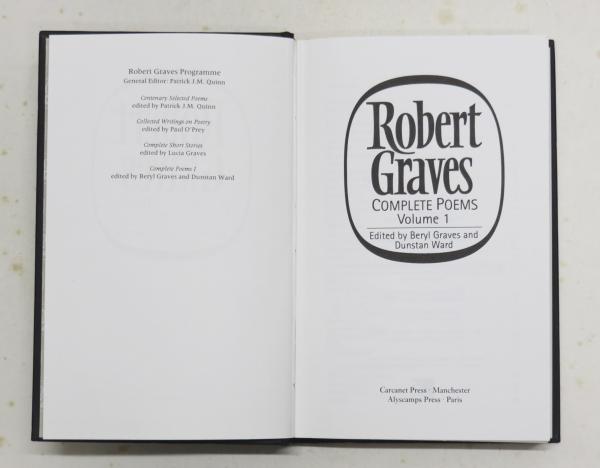 Robert Graves Programme
General Editor: Patrick J.M. Quinn
Centenary Selected Poems
edited by Patrick J.M. Quinn
Collected Writings on Poetry
edited by Paul O'Prey
Complete Short Stories
edited by Lucia Graves
Complete Poems I
edited by Beryl Graves and Dunstan Ward
Robert
Graves
COMPLETE POEMS
Volume 1
Edited by Beryl Graves and
Dunstan Ward
Carcanet Press · Manchester
Alyscamps Press · Paris